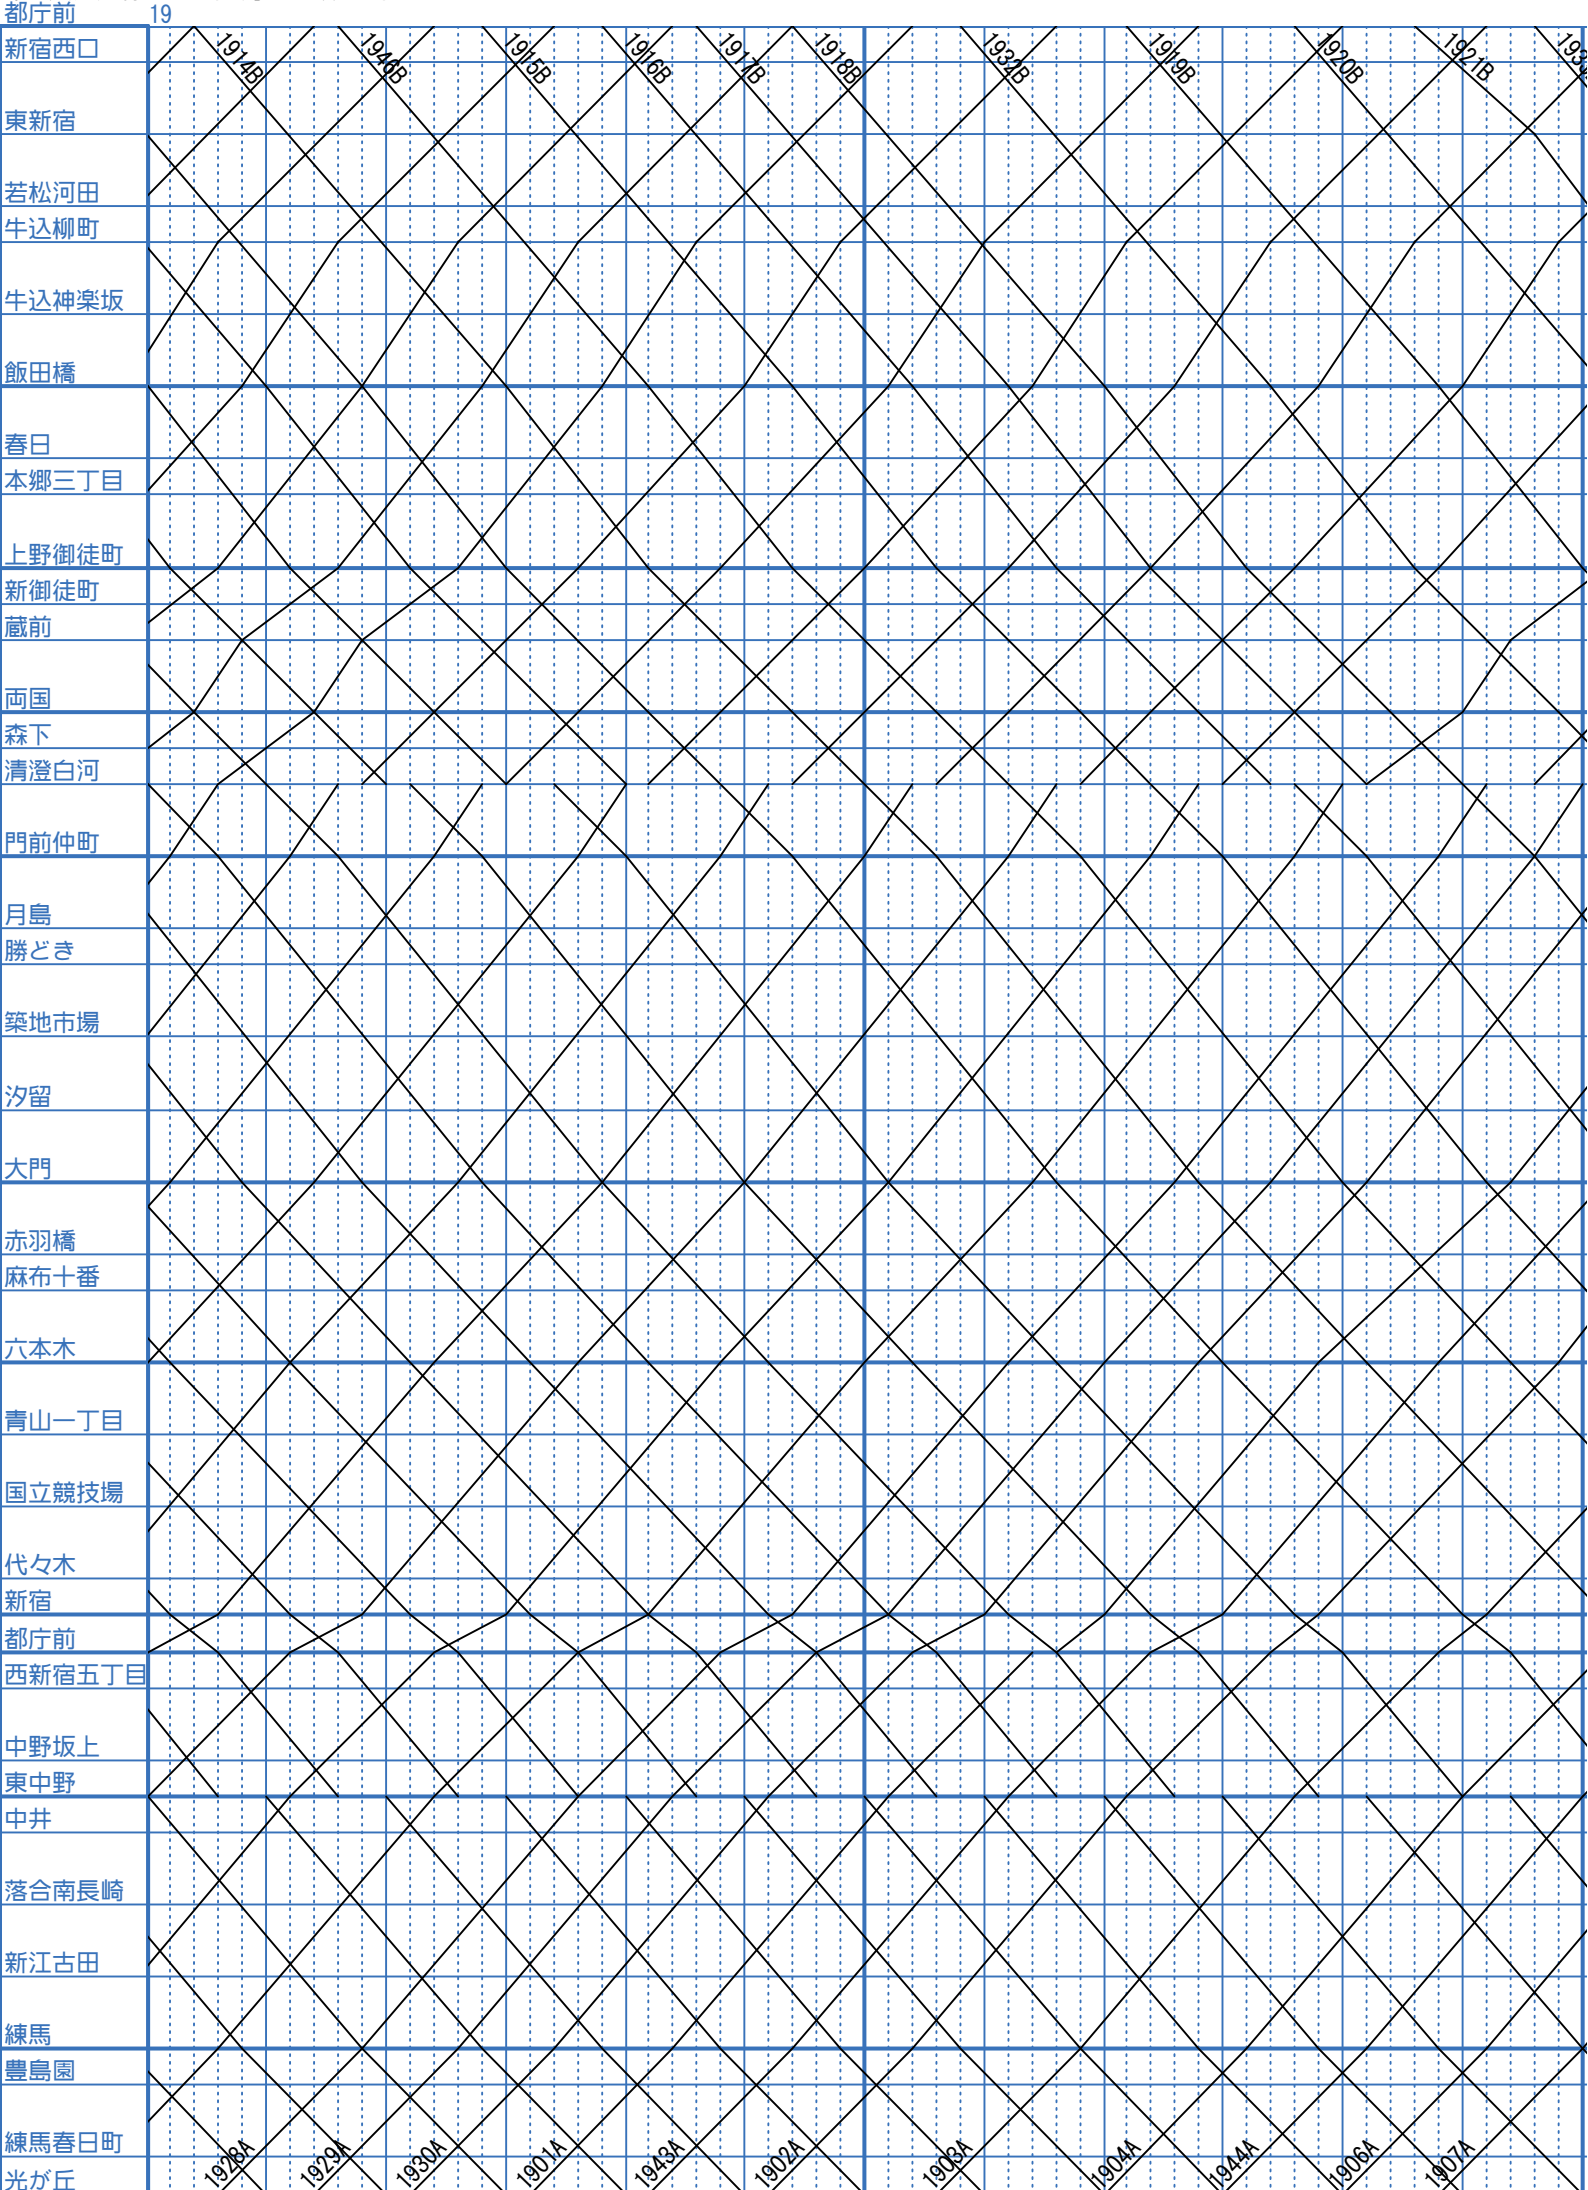 都庁前 19
新宿西口
1914B 1946B 1915B 1916B 1917B 1918B 1932B 1919B 1920B 1921B
東新宿
若松河田
牛込柳町
牛込神楽坂
飯田橋
春日
本郷三丁目
上野御徒町
新御徒町
蔵前
両国
森下
清澄白河
門前仲町
月島
勝どき
築地市場
汐留
大門
赤羽橋
麻布十番
六本木
青山一丁目
国立競技場
代々木
新宿
都庁前
西新宿五丁目
中野坂上
東中野
中井
落合南長崎
新江古田
練馬
豊島園
練馬春日町
1928A 1929A 1930A 1901A 1943A 1902A 1903A 1904A 1944A 1906A 1907A
光が丘